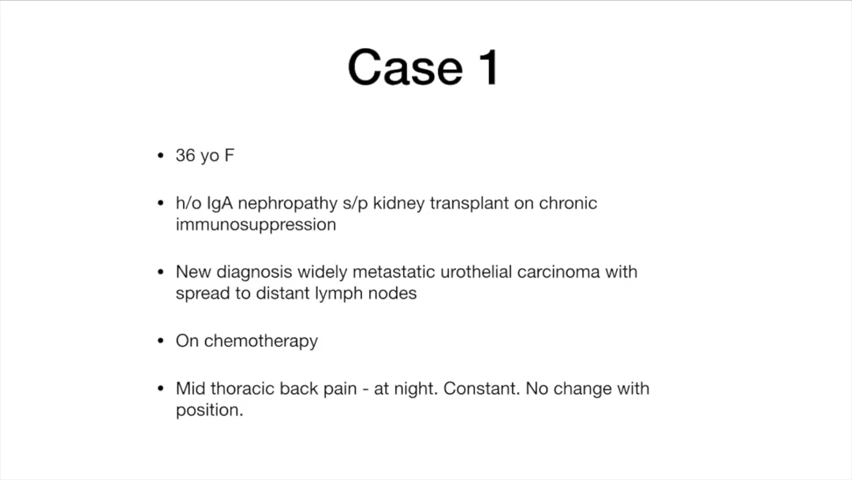 Case 1
• 36 yo F
• h/o IgA nephropathy s/p kidney transplant on chronic
immunosuppression
• New diagnosis widely metastatic urothelial carcinoma with
spread to distant lymph nodes
• On chemotherapy
• Mid thoracic back pain - at night. Constant. No change with
position.